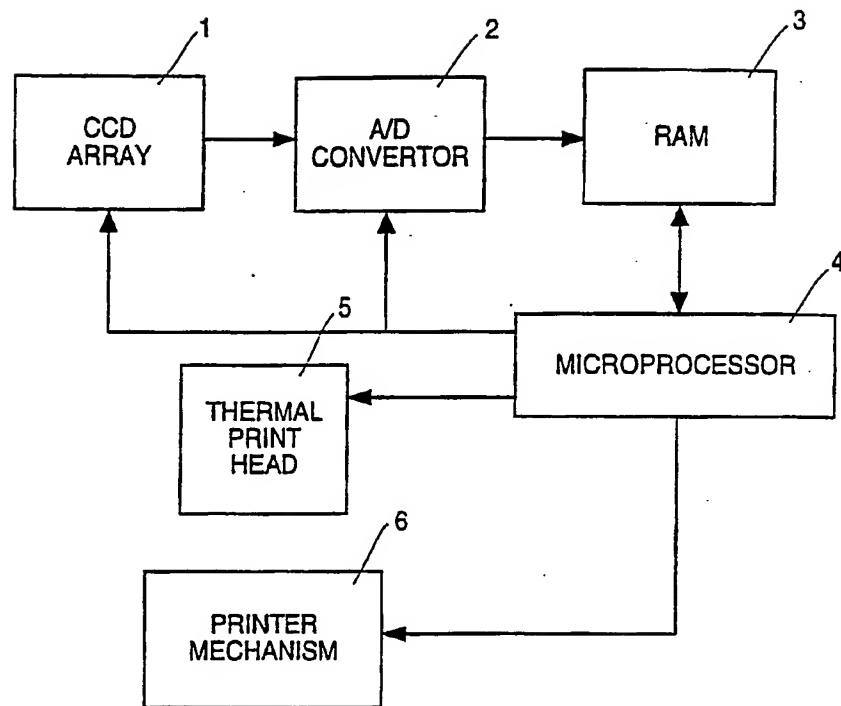 1
2
3
CCD
ARRAY
A/D
CONVERTOR
RAM
4
5
MICROPROCESSOR
THERMAL
PRINT
HEAD
6
PRINTER
MECHANISM